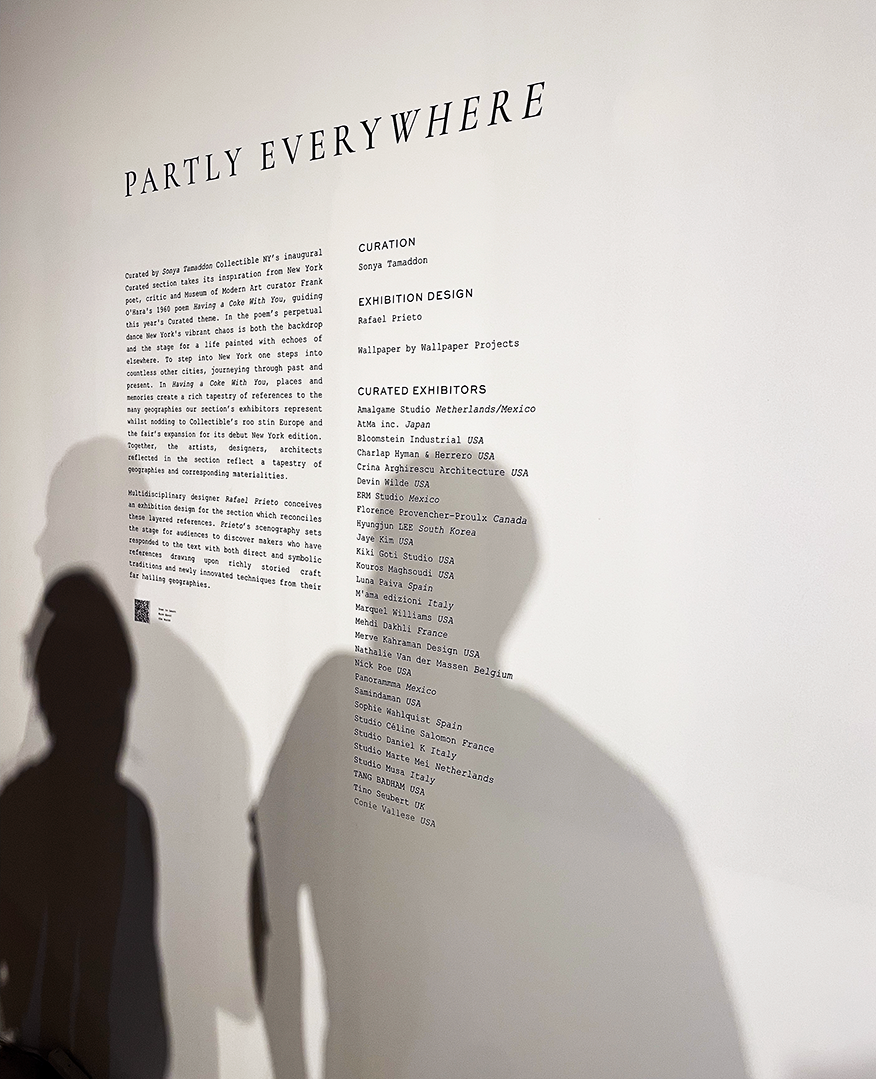 PARTLY EVERYWHERE
Curated by Sonya Tamaddon Collectible NY's inaugural
Curated section takes its inspiration from New York
poet, critic and Museum of Modern Art curator Frank
O'Hara's 1960 poem Having a Coke With You, guiding
this year's Curated theme. In the poem's perpetual
dance New York's vibrant chaos is both the backdrop
and the stage for a life painted with echoes of
elsewhere. To step into New York one steps into
countless other cities, journeying through past and
present. In Having a Coke With You, places and
memories create a rich tapestry of references to the
many geographies our section's exhibitors represent
whilst nodding to Collectible's roo stin Europe and
the fair's expansion for its debut New York edition.
Together, the artists, designers, architects
reflected in the section reflect a tapestry of
geographies and corresponding materialities.
Multidisciplinary designer Rafael Prieto conceives
an exhibition design for the section which reconciles
these layered references. Prieto's scenography sets
the stage for audiences to discover makers who have
responded to the text with both direct and symbolic
references drawing upon richly storied craft
traditions and newly innovated techniques from their
far hailing geographies.
CURATION
Sonya Tamaddon
EXHIBITION DESIGN
Rafael Prieto
Wallpaper by Wallpaper Projects
CURATED EXHIBITORS
Amalgame Studio Netherlands/Mexico
AtMa inc. Japan
Bloomstein Industrial USA
Charlap Hyman & Herrero USA
Crina Arghirescu Architecture USA
Devin Wilde USA
ERM Studio Mexico
Florence Provencher-Proulx Canada
Hyungjun LEE South Korea
Jaye Kim USA
Kiki Goti Studio USA
Kouros Maghsoudi USA
Luna Paiva Spain
M'ama edizioni Italy
Marquel Williams USA
Mehdi Dakhli France
Merve Kahraman Design USA
Nathalie Van der Massen Belgium
Nick Poe USA
Panorammma Mexico
Samindaman USA
Sophie Wahlquist Spain
Studio Céline Salomon France
Studio Daniel K Italy
Studio Marte Mei Netherlands
Studio Musa Italy
TANG BADHAM USA
Tino Seubert UK
Conie Vallese USA